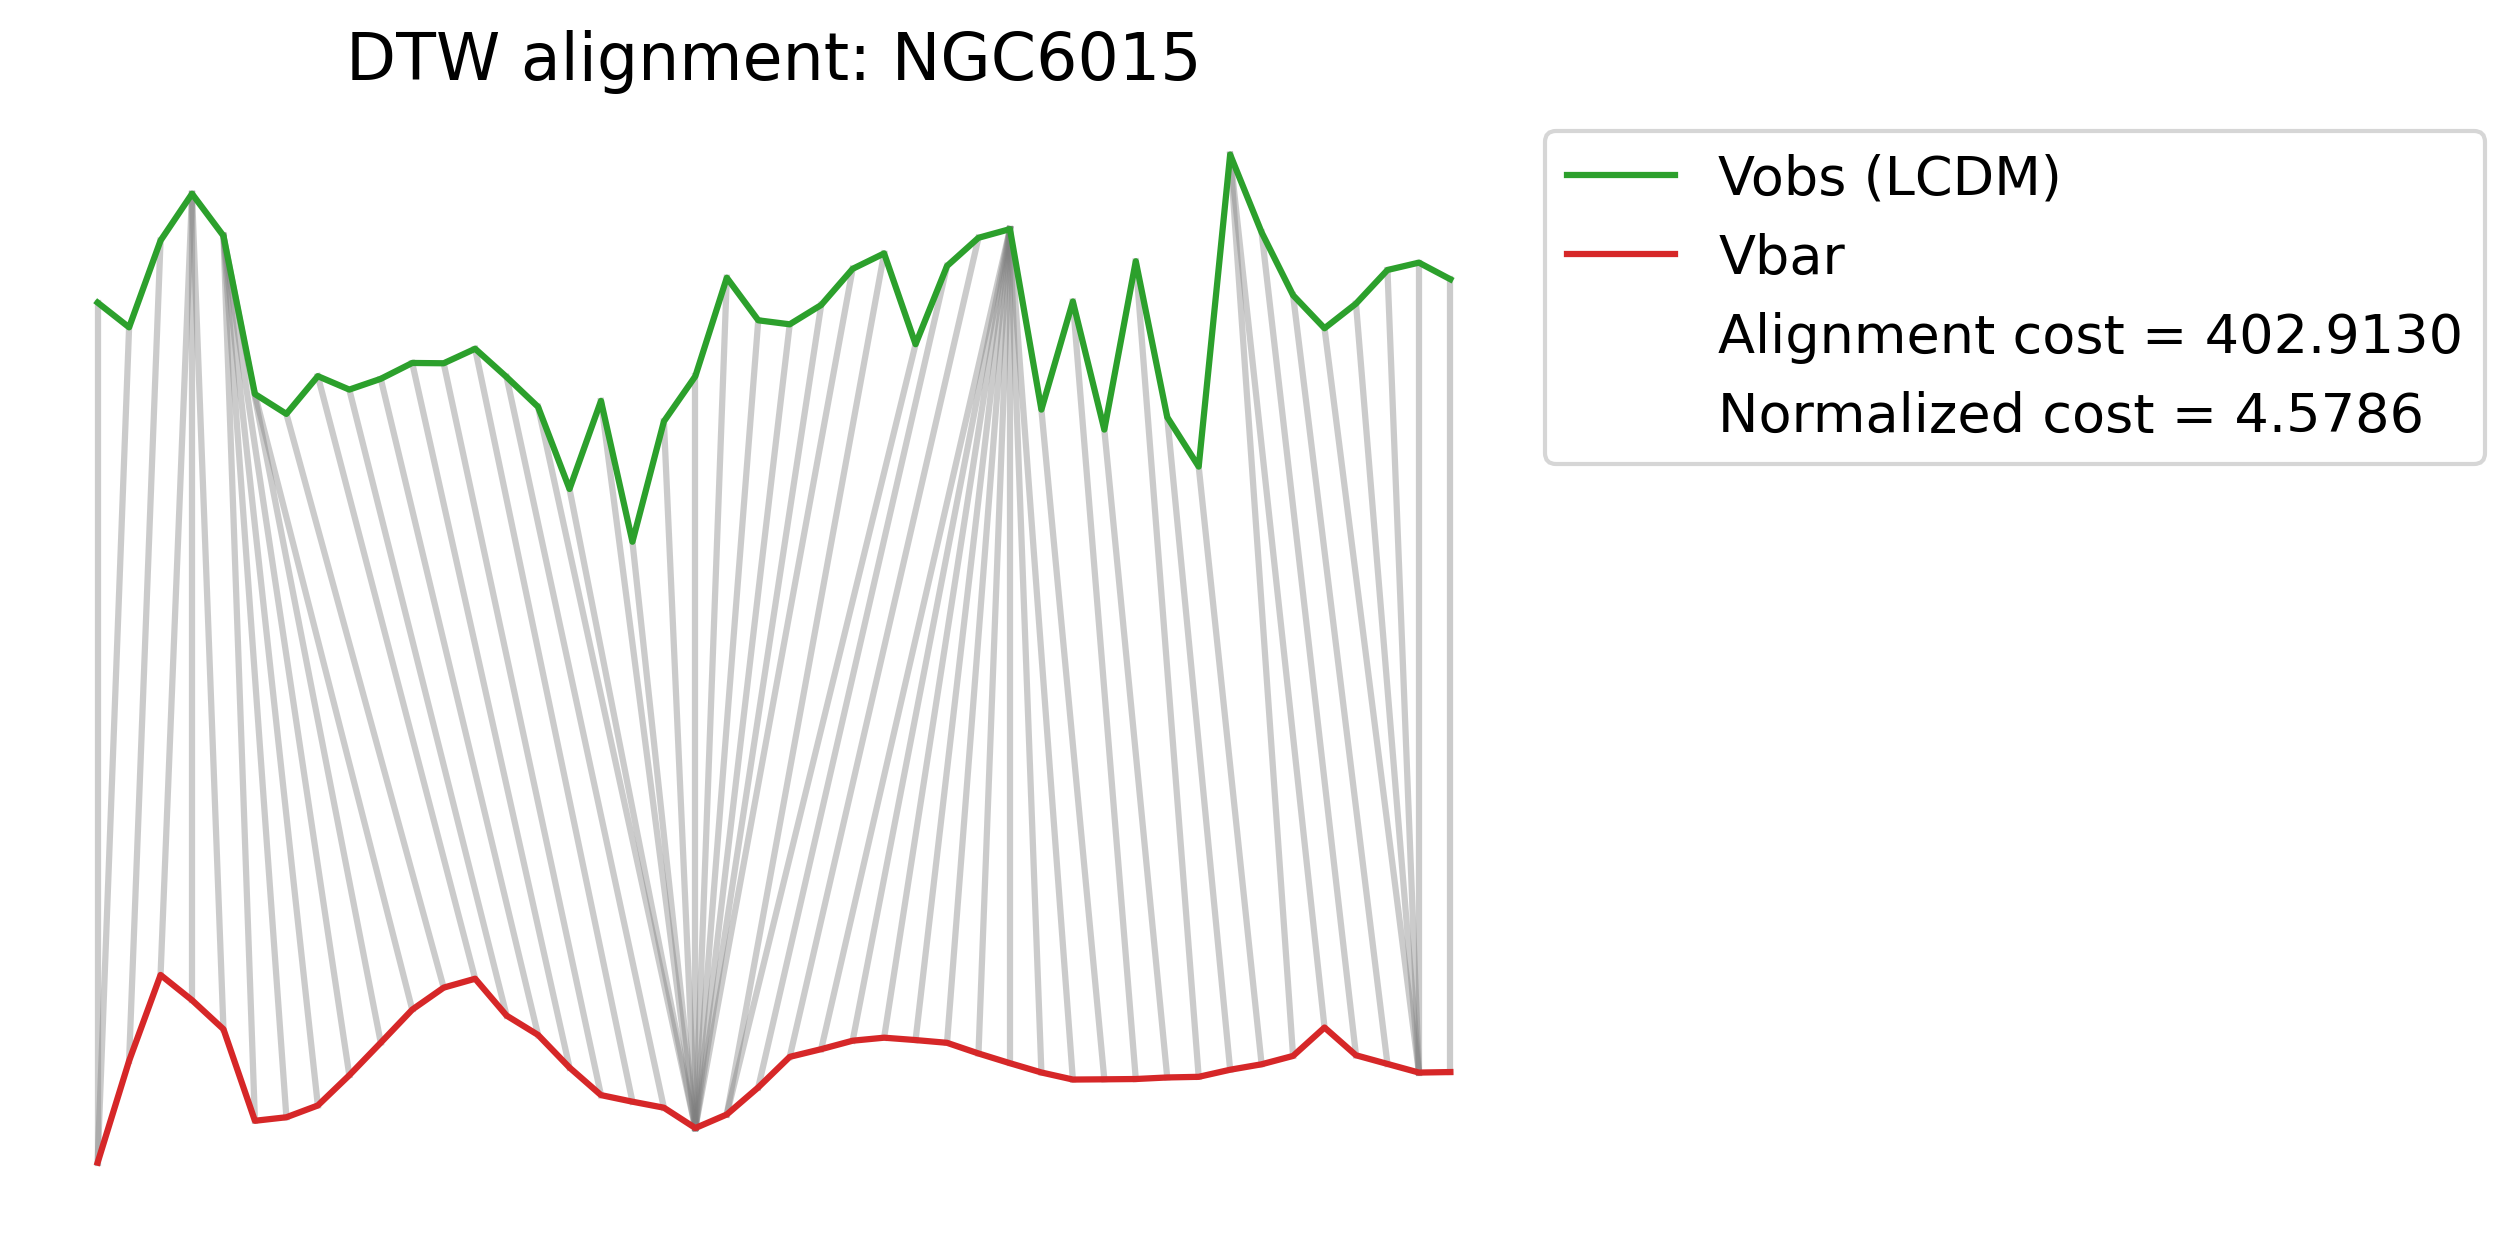 DTW alignment: NGC6015
Vobs (LCDM)
Vbar
Alignment cost = 402.9130
Normalized cost = 4.5786